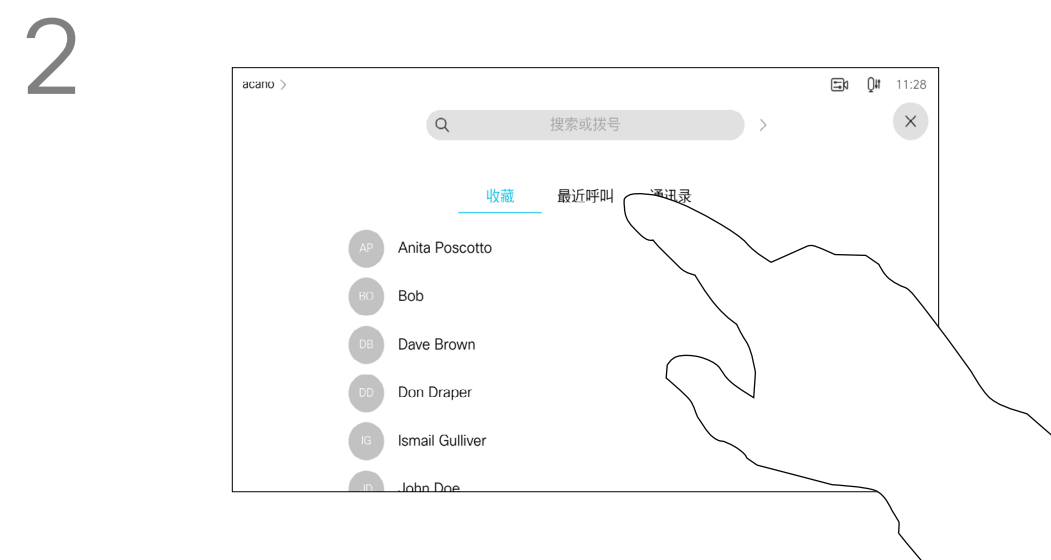 2
acano
11:28
搜索或拨号
收藏 最近呼叫 通讯录
AP Anita Poscotto
BO Bob
DB Dave Brown
DD Don Draper
IG Ismail Gulliver
JD John Doe